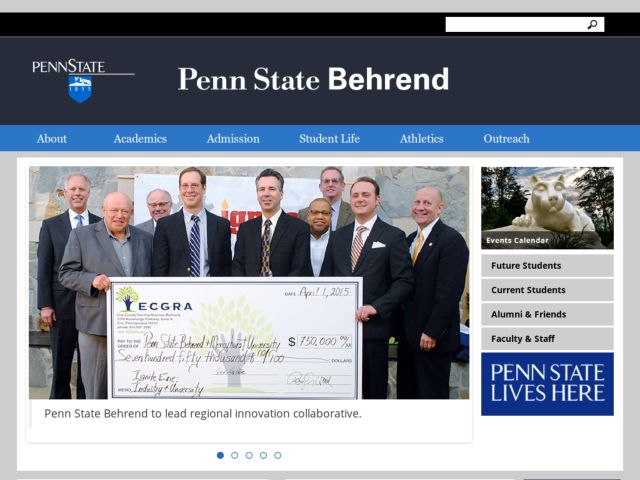 PENNSTATE
1855
Penn State Behrend
About Academics Admission Student Life Athletics Outreach
DATE April 1, 2015
ECGRA
PAY TO THE ORDER OF Penn State Behrend + Mercyhurst University $ 750,000 00/xx
Seven hundred fifty thousand & 00/100 DOLLARS
Ignite Erie:
MEMO Industry + University
Penn State Behrend to lead regional innovation collaborative.
Events Calendar
Future Students
Current Students
Alumni & Friends
Faculty & Staff
PENN STATE
LIVES HERE